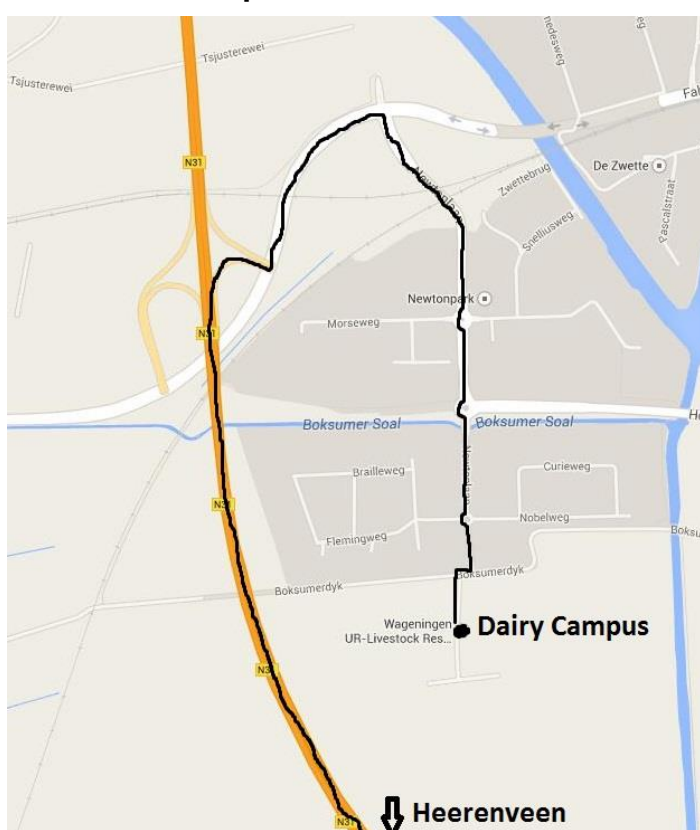 Tsjusterewei
Tsjusterewei
N31
De Zwette
Zwettebrug
Pascalstraat
Snelliusweg
Newtonpark
Morseweg
N31
Boksumer Soal
Boksumer Soal
Brailleweg
Curieweg
N31
Nobelweg
Flemingweg
Boksumerdyk
Boksumerdyk
Wageningen
UR-Livestock Res...
Dairy Campus
N31
Heerenveen
N31